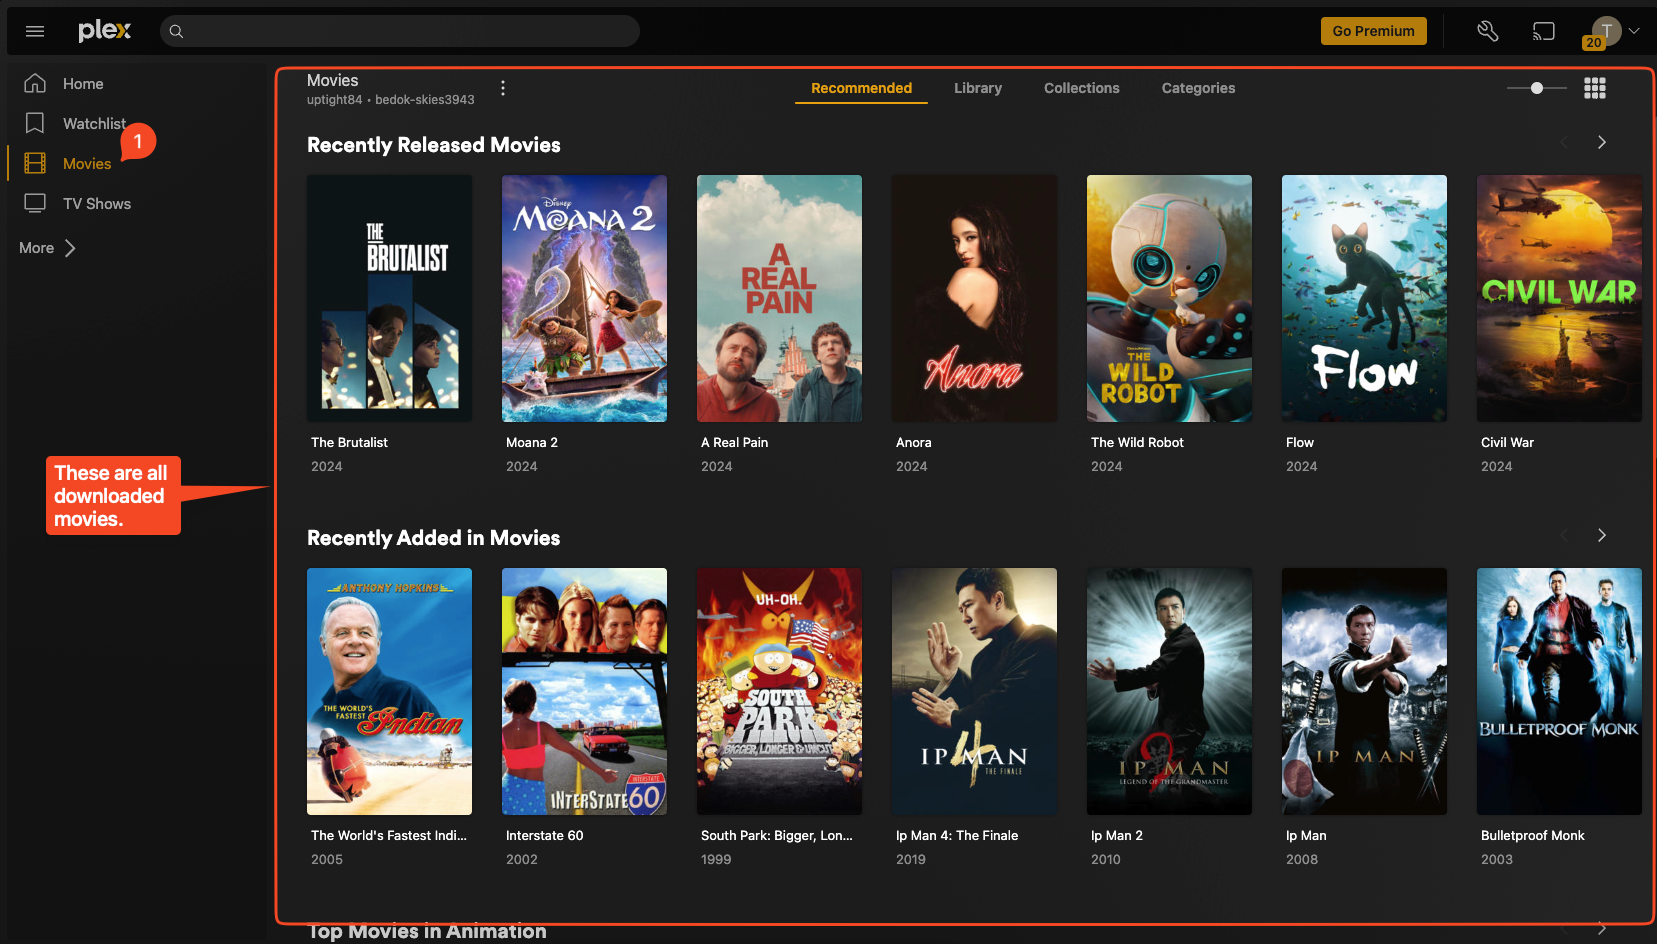 plex
Go Premium
T
20
Home
Watchlist
1
Movies
TV Shows
More
These are all
downloaded
movies.
Movies
uptight84 • bedok-skies3943
Recommended
Library
Collections
Categories
Recently Released Movies
THE
BRUTALIST
Disney
MOANA 2
A
REAL
PAIN
Anora
THE
WILD
ROBOT
Flow
CIVIL WAR
The Brutalist
Moana 2
A Real Pain
Anora
The Wild Robot
Flow
Civil War
2024
2024
2024
2024
2024
2024
2024
Recently Added in Movies
ANTHONY HOPKINS
THE WORLD'S
FASTEST
Indian
INTERSTATE 60
INTERSTATE
60
UH-OH.
SOUTH
PARK
BIGGER, LONGER & UNCUT
IP MAN
4
THE FINALE
2
IP MAN
LEGEND OF THE GRANDMASTER
IP MAN
BULLETPROOF MONK
The World's Fastest Indi...
Interstate 60
South Park: Bigger, Lon...
Ip Man 4: The Finale
Ip Man 2
Ip Man
Bulletproof Monk
2005
2002
1999
2019
2010
2008
2003
Top Movies in Animation